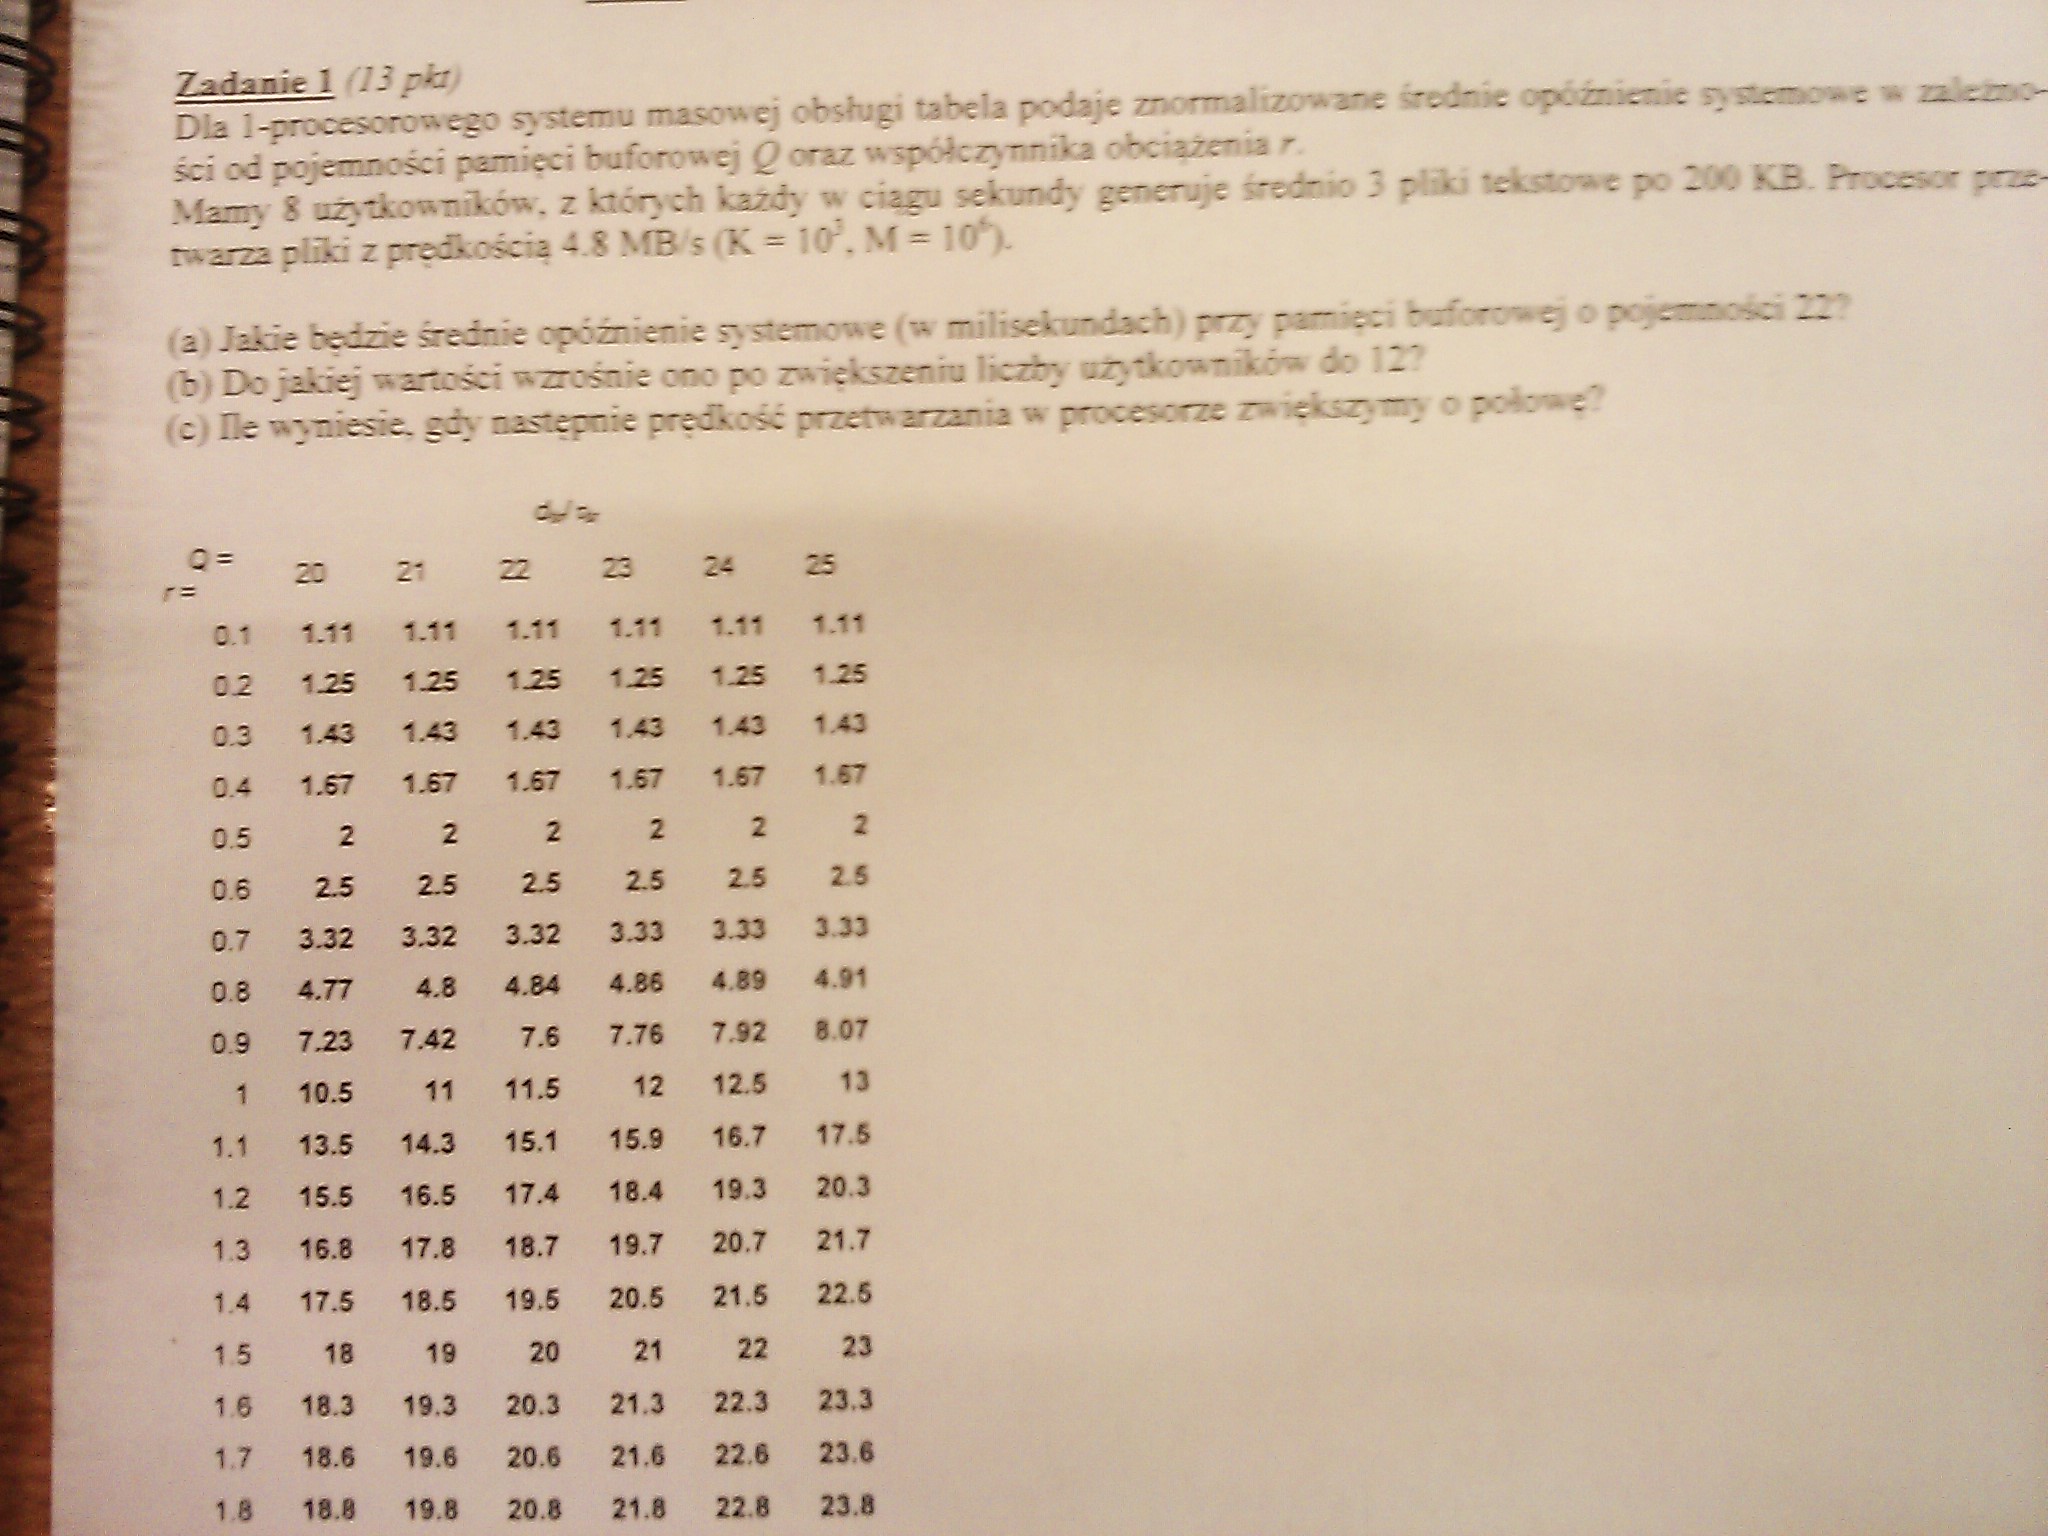 Zadanie 1 (13 pkt)
Dla 1-procesorowego systemu masowej obsługi tabela podaje znormalizowane średnie opóźnienie systemowe w zależno-
ści od pojemności pamięci buforowej Q oraz współczynnika obciążenia r.
Mamy 8 użytkowników, z których każdy w ciągu sekundy generuje średnio 3 pliki tekstowe po 200 KB. Procesor prze-
twarza pliki z prędkością 4.8 MB/s (K = 10³, M = 10⁶).
(a) Jakie będzie średnie opóźnienie systemowe (w milisekundach) przy pamięci buforowej o pojemności 22?
(b) Do jakiej wartości wzrośnie ono po zwiększeniu liczby użytkowników do 12?
(c) Ile wyniesie, gdy następnie prędkość przetwarzania w procesorze zwiększymy o połowę?
Q = 20 21 22 23 24 25
r =
0.1 1.11 1.11 1.11 1.11 1.11 1.11
0.2 1.25 1.25 1.25 1.25 1.25 1.25
0.3 1.43 1.43 1.43 1.43 1.43 1.43
0.4 1.67 1.67 1.67 1.67 1.67 1.67
0.5 2 2 2 2 2 2
0.6 2.5 2.5 2.5 2.5 2.5 2.5
0.7 3.32 3.32 3.32 3.33 3.33 3.33
0.8 4.77 4.8 4.84 4.86 4.89 4.91
0.9 7.23 7.42 7.6 7.76 7.92 8.07
1 10.5 11 11.5 12 12.5 13
1.1 13.5 14.3 15.1 15.9 16.7 17.5
1.2 15.5 16.5 17.4 18.4 19.3 20.3
1.3 16.8 17.8 18.7 19.7 20.7 21.7
1.4 17.5 18.5 19.5 20.5 21.5 22.5
1.5 18 19 20 21 22 23
1.6 18.3 19.3 20.3 21.3 22.3 23.3
1.7 18.6 19.6 20.6 21.6 22.6 23.6
1.8 18.8 19.8 20.8 21.8 22.8 23.8